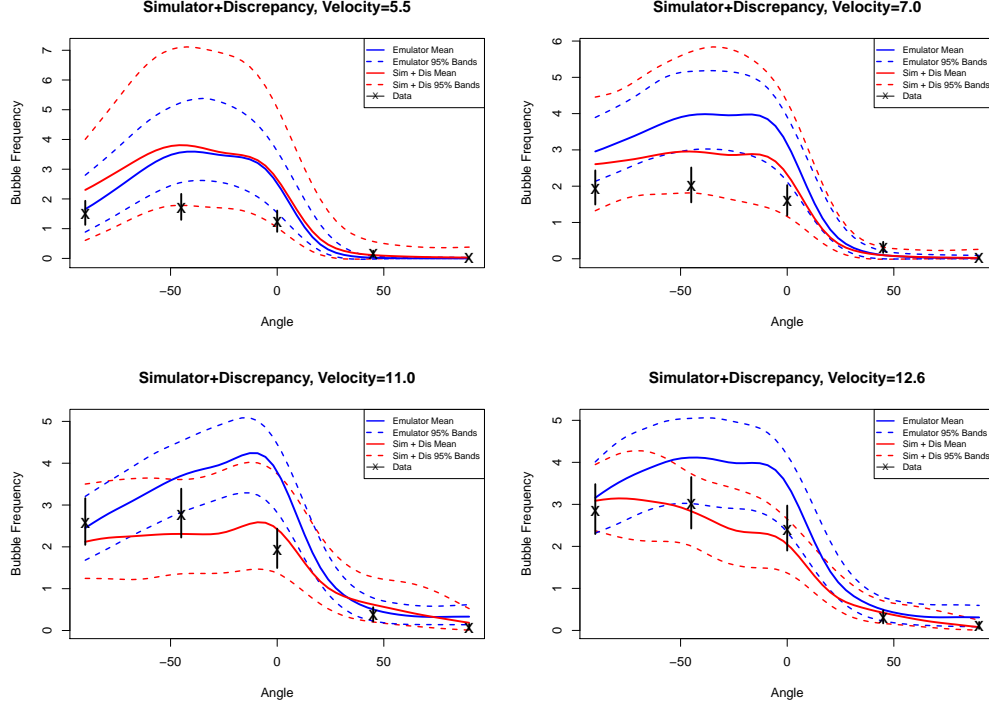 Simulator+Discrepancy, Velocity=5.5
Bubble Frequency
7
6
5
4
3
2
1
0
Emulator Mean
Emulator 95% Bands
Sim + Dis Mean
Sim + Dis 95% Bands
Data
−50 0 50
Angle
Simulator+Discrepancy, Velocity=7.0
Bubble Frequency
6
5
4
3
2
1
0
Emulator Mean
Emulator 95% Bands
Sim + Dis Mean
Sim + Dis 95% Bands
Data
−50 0 50
Angle
Simulator+Discrepancy, Velocity=11.0
Bubble Frequency
5
4
3
2
1
0
Emulator Mean
Emulator 95% Bands
Sim + Dis Mean
Sim + Dis 95% Bands
Data
−50 0 50
Angle
Simulator+Discrepancy, Velocity=12.6
Bubble Frequency
5
4
3
2
1
0
Emulator Mean
Emulator 95% Bands
Sim + Dis Mean
Sim + Dis 95% Bands
Data
−50 0 50
Angle